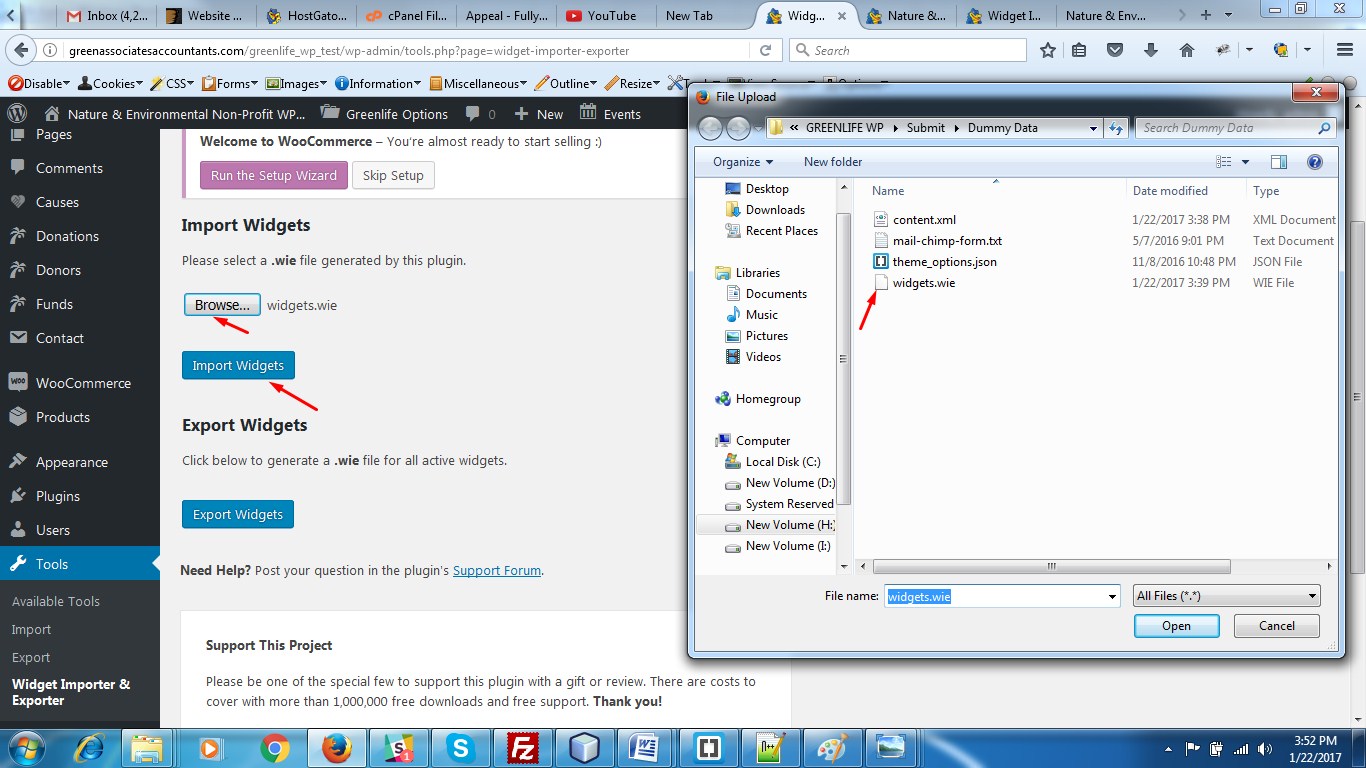 Inbox (4,2...
Website ...
HostGato...
cPanel Fil...
Appeal - Fully...
YouTube
New Tab
Widg...
Nature &...
Widget I...
Nature & Env...
greenassociatesaccountants.com/greenlife_wp_test/wp-admin/tools.php?page=widget-importer-exporter
Search
Disable
Cookies
CSS
Forms
Images
Information
Miscellaneous
Outline
Resize
Nature & Environmental Non-Profit WP...
Greenlife Options
0
New
Events
Pages
Comments
Causes
Donations
Donors
Funds
Contact
WooCommerce
Products
Appearance
Plugins
Users
Tools
Available Tools
Import
Export
Widget Importer &
Exporter
Welcome to WooCommerce – You're almost ready to start selling :)
Run the Setup Wizard
Skip Setup
Import Widgets
Please select a .wie file generated by this plugin.
Browse... widgets.wie
Import Widgets
Export Widgets
Click below to generate a .wie file for all active widgets.
Export Widgets
Need Help? Post your question in the plugin's Support Forum.
Support This Project
Please be one of the special few to support this plugin with a gift or review. There are costs to
cover with more than 1,000,000 free downloads and free support. Thank you!
File Upload
« GREENLIFE WP
Submit
Dummy Data
Search Dummy Data
Organize
New folder
Desktop
Downloads
Recent Places
Libraries
Documents
Music
Pictures
Videos
Homegroup
Computer
Local Disk (C:)
New Volume (D:)
System Reserved
New Volume (H:)
New Volume (I:)
Name Date modified Type
content.xml 1/22/2017 3:38 PM XML Document
mail-chimp-form.txt 5/7/2016 9:01 PM Text Document
theme_options.json 11/8/2016 10:48 PM JSON File
widgets.wie 1/22/2017 3:39 PM WIE File
File name: widgets.wie
All Files (*.*)
Open
Cancel
3:52 PM
1/22/2017